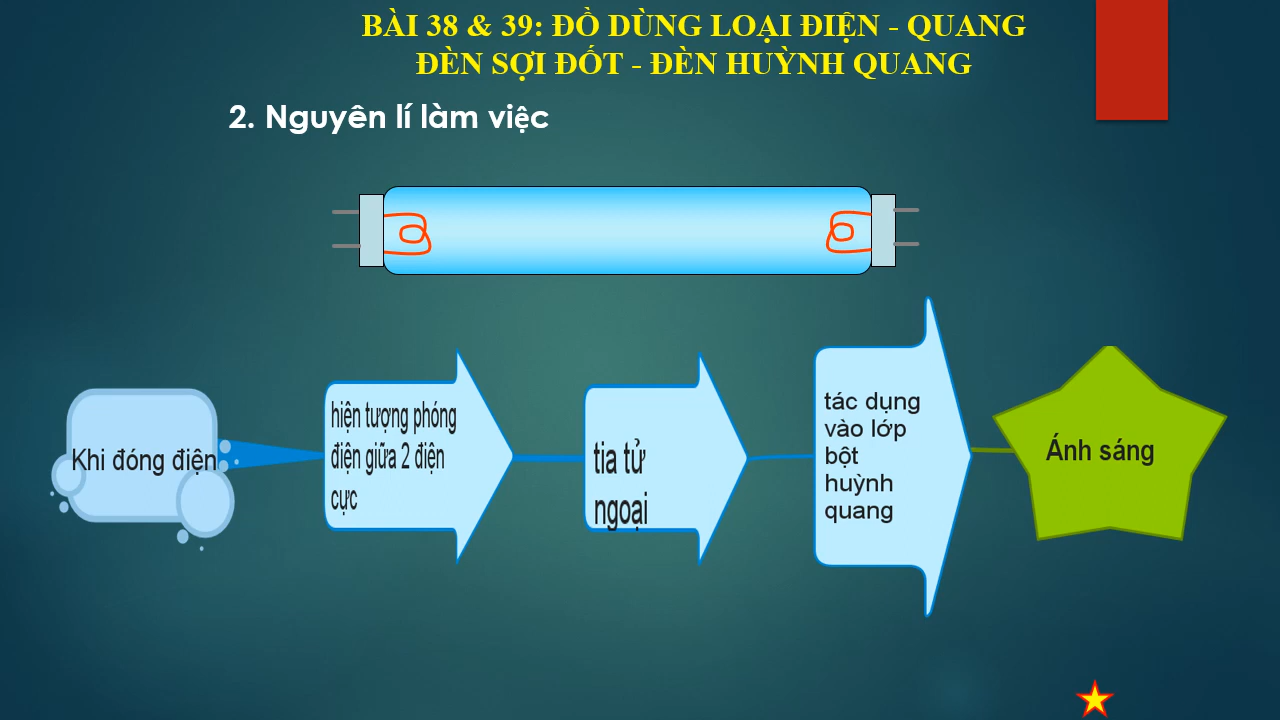 BÀI 38 & 39: ĐỒ DÙNG LOẠI ĐIỆN - QUANG
ĐÈN SỢI ĐỐT - ĐÈN HUỲNH QUANG
2. Nguyên lí làm việc
Khi đóng điện
hiện tượng phóng
điện giữa 2 điện
cực
tia tử
ngoại
tác dụng
vào lớp
bột
huỳnh
quang
Ánh sáng